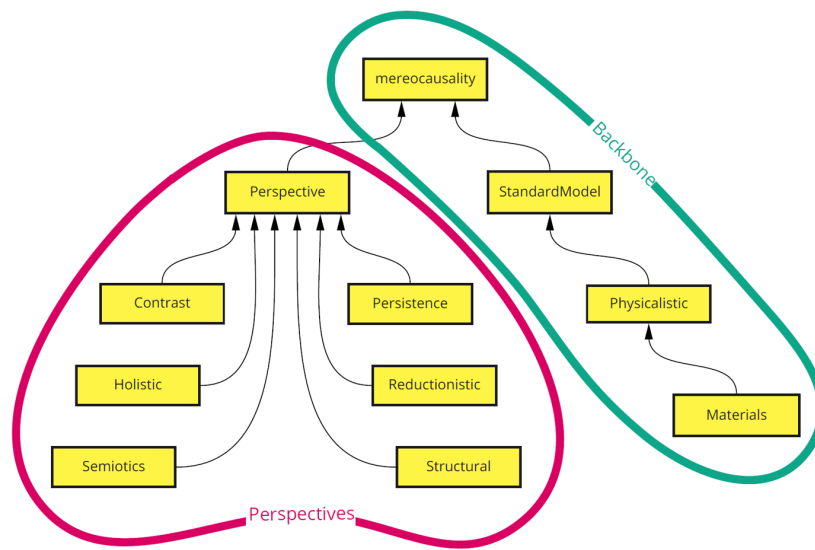 mereocausality
Backbone
Perspective
StandardModel
Contrast
Persistence
Physicalistic
Holistic
Reductionistic
Materials
Semiotics
Structural
Perspectives